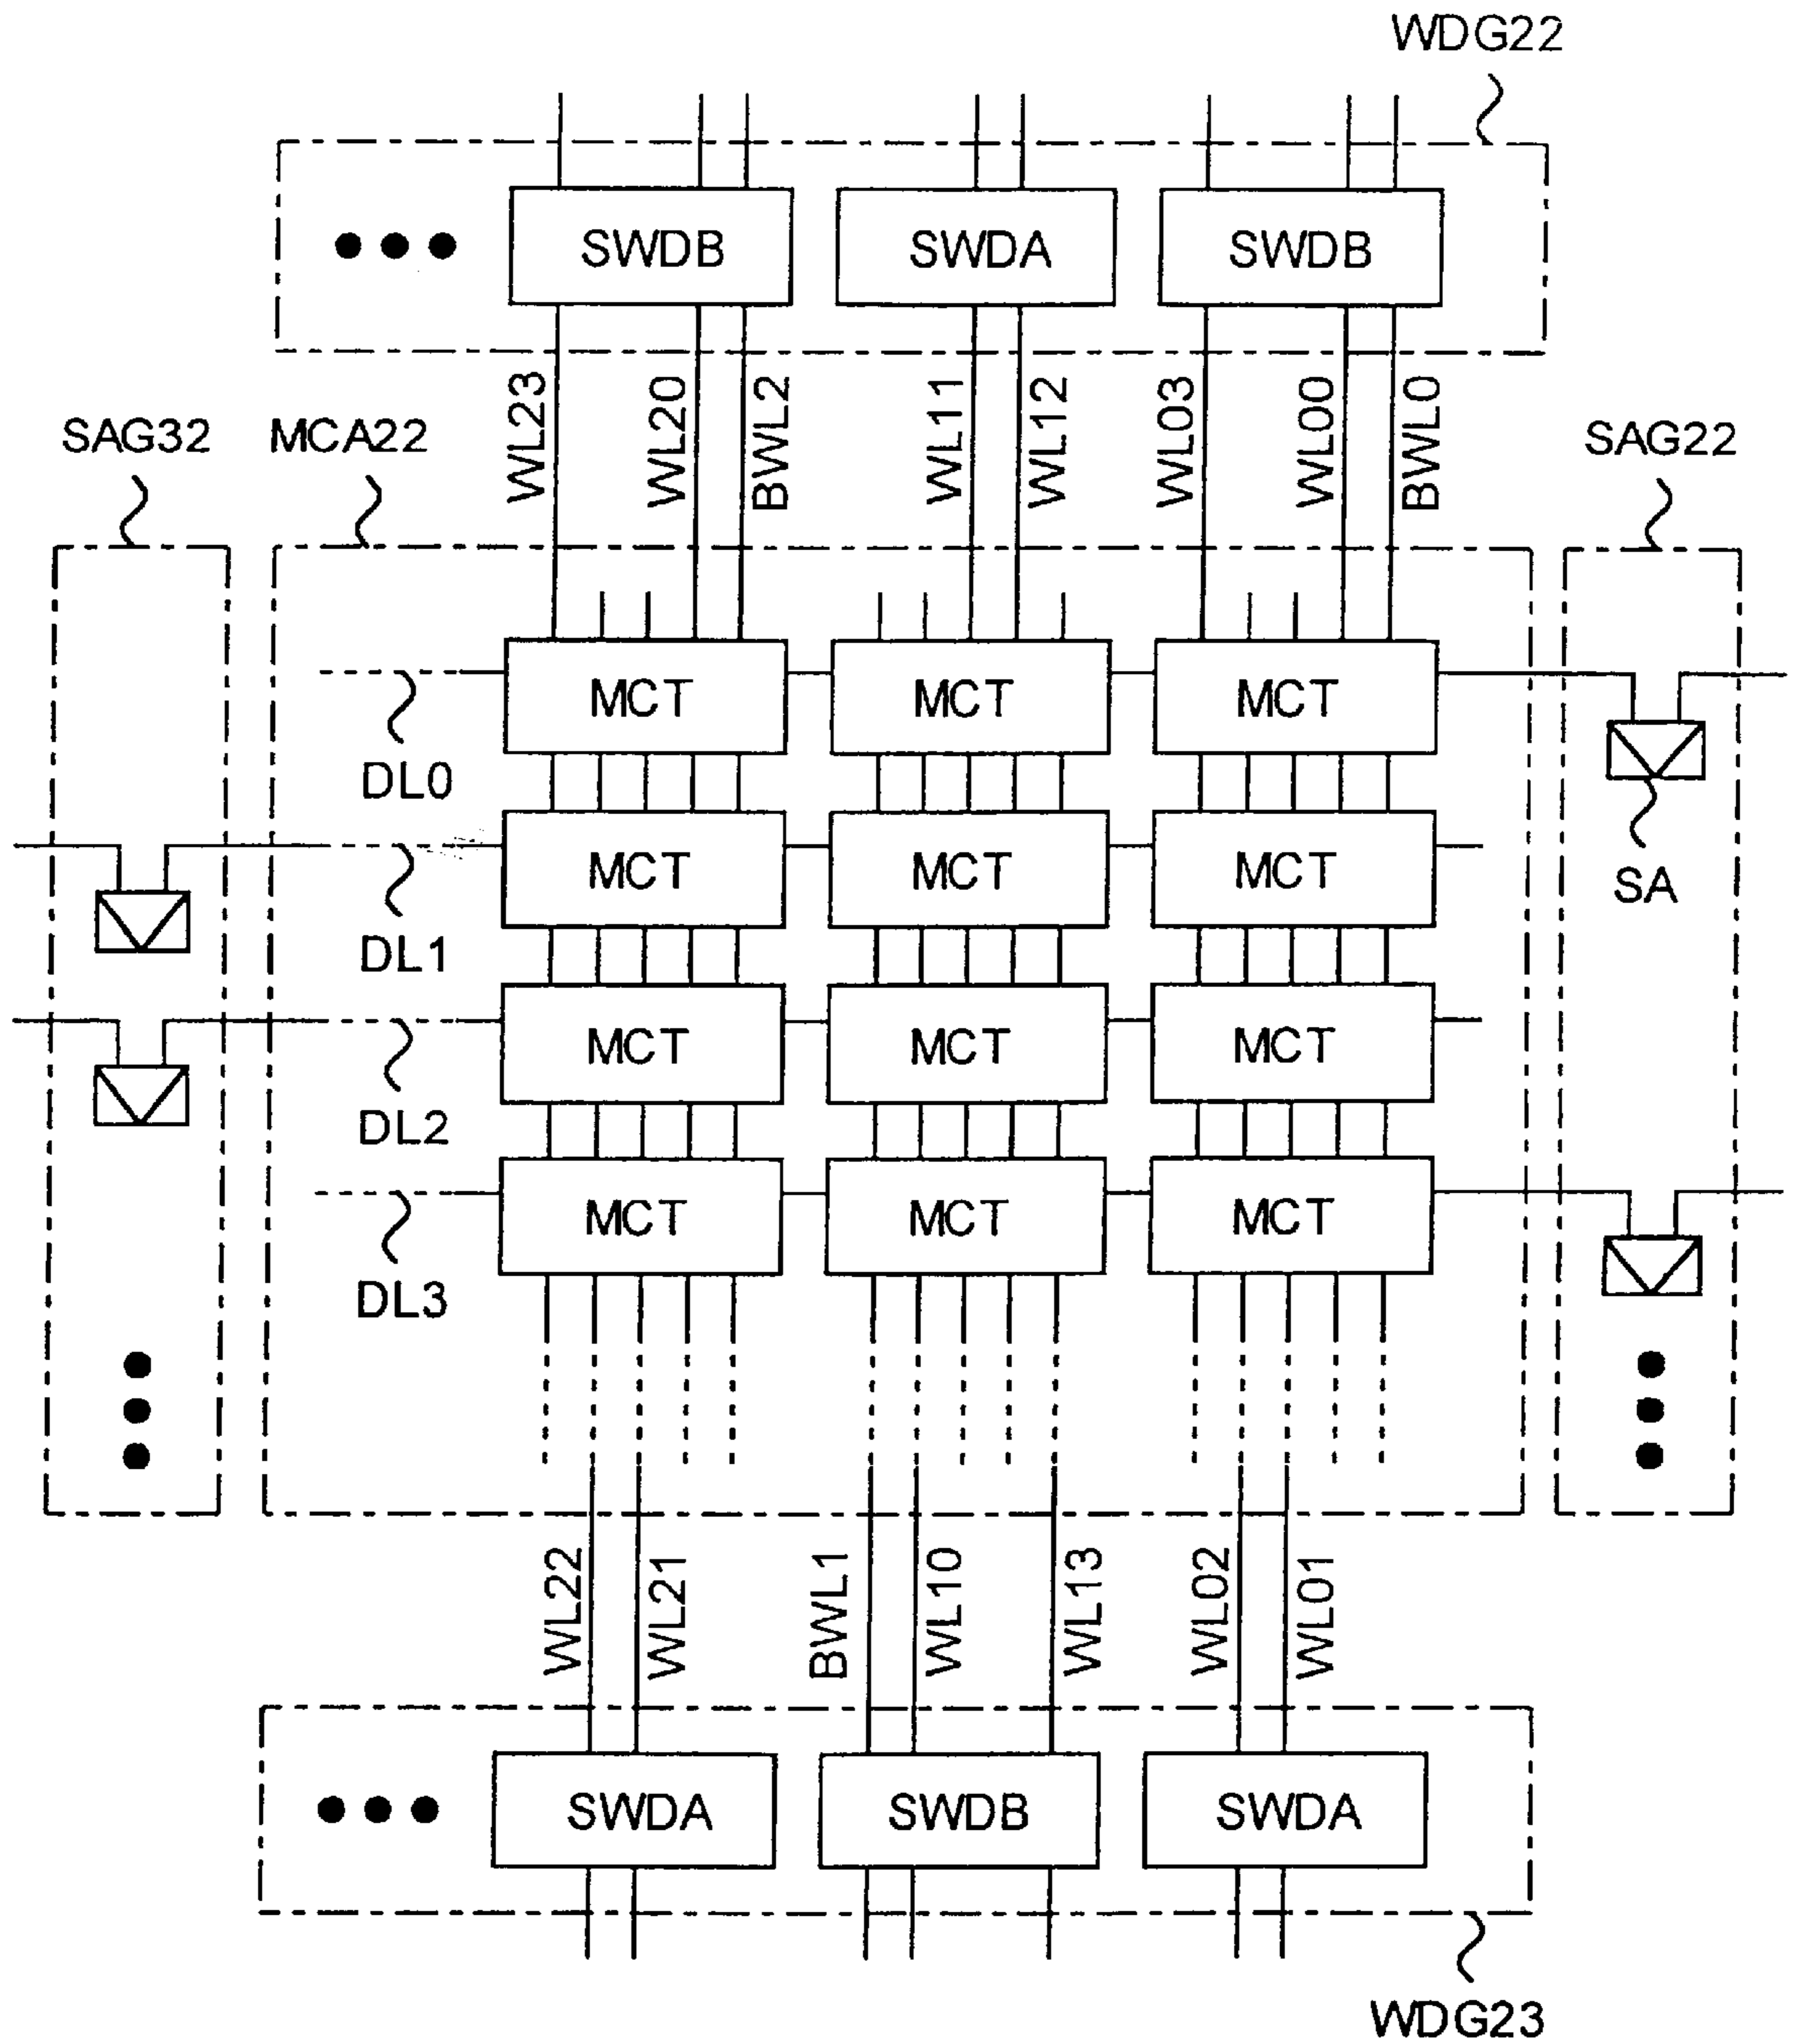 WDG22
SWDB SWDA SWDB
WL23 WL20 BWL2 WL11 WL12 WL03 WL00 BWL0
SAG32 MCA22 SAG22
MCT MCT MCT
DL0
MCT MCT MCT
SA
DL1
MCT MCT MCT
DL2
MCT MCT MCT
DL3
WL22 WL21 BWL1 WL10 WL13 WL02 WL01
SWDA SWDB SWDA
WDG23